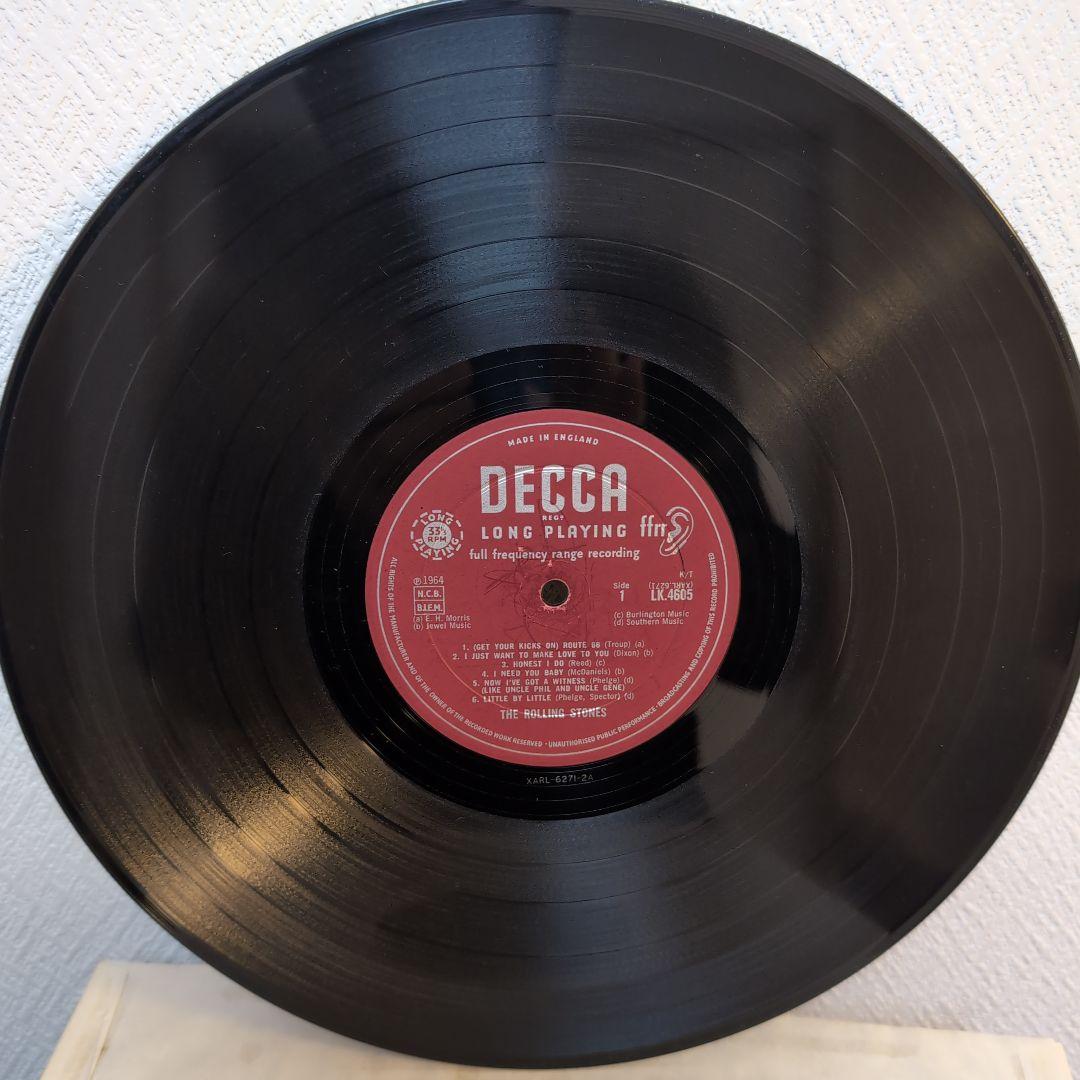 MADE IN ENGLAND
DECCA
REGD
LONG PLAYING ffrr
full frequency range recording
LONG
33⅓
RPM
PLAYING
K/T
℗ 1964
Side
1
(XARL.6271)
LK.4605
N.C.B.
B.I.E.M.
(a) E. H. Morris
(b) Jewel Music
(c) Burlington Music
(d) Southern Music
1. (GET YOUR KICKS ON) ROUTE 66 (Troup) (a)
2. I JUST WANT TO MAKE LOVE TO YOU (Dixon) (b)
3. HONEST I DO (Reed) (c)
4. I NEED YOU BABY (McDaniels) (b)
5. NOW I'VE GOT A WITNESS (Phelge) (d)
(LIKE UNCLE PHIL AND UNCLE GENE)
6. LITTLE BY LITTLE (Phelge, Spector) (d)
THE ROLLING STONES
ALL RIGHTS OF THE MANUFACTURER AND OF THE OWNER OF THE RECORDED WORK RESERVED · UNAUTHORISED PUBLIC PERFORMANCE · BROADCASTING AND COPYING OF THIS RECORD PROHIBITED
XARL-6271-2A